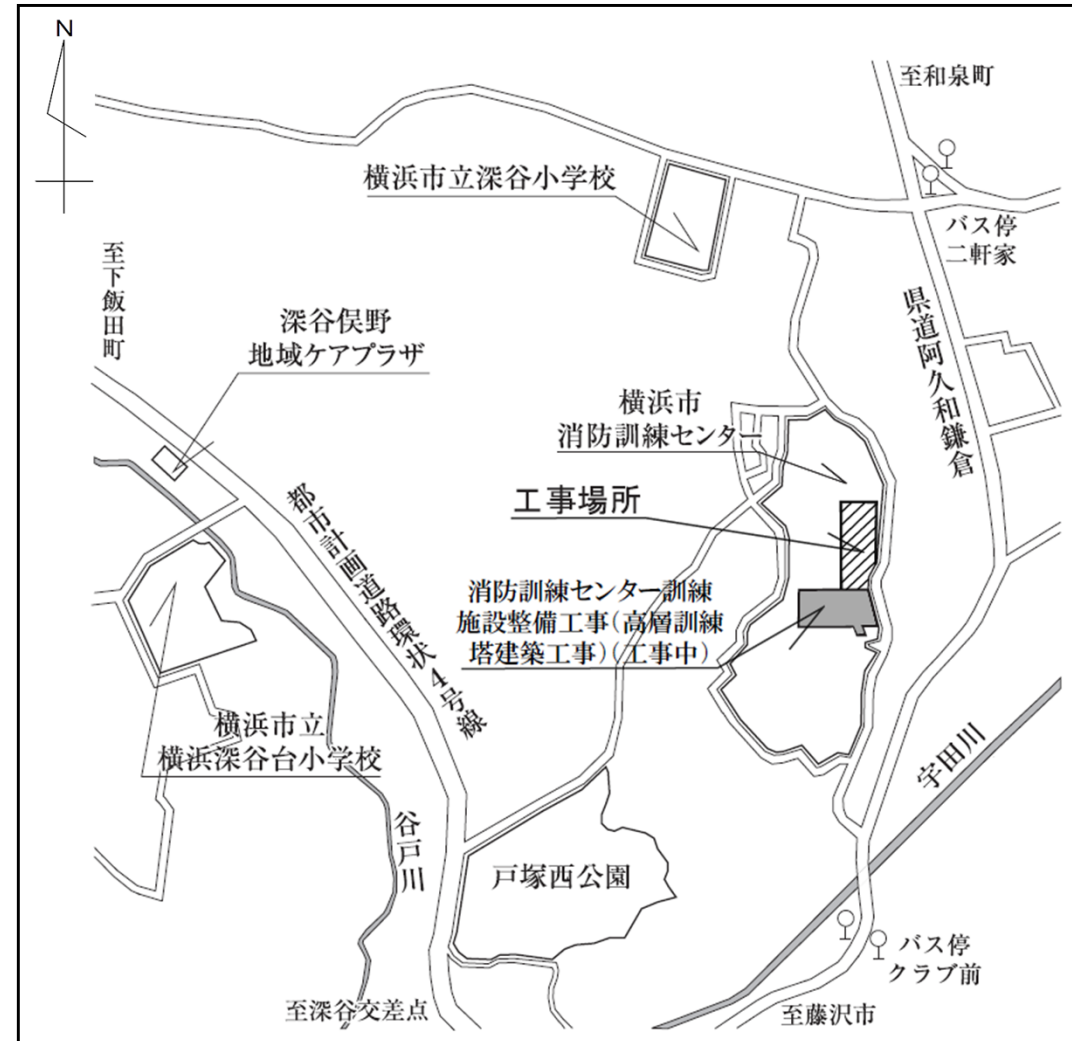 N
至和泉町
横浜市立深谷小学校
バス停
二軒家
至下飯田町
深谷俣野
地域ケアプラザ
県道阿久和鎌倉
横浜市
消防訓練センター
工事場所
都市計画道路環状4号線
消防訓練センター訓練
施設整備工事(高層訓練
塔建築工事)(工事中)
横浜市立
横浜深谷台小学校
宇田川
谷戸川
戸塚西公園
バス停
クラブ前
至深谷交差点
至藤沢市